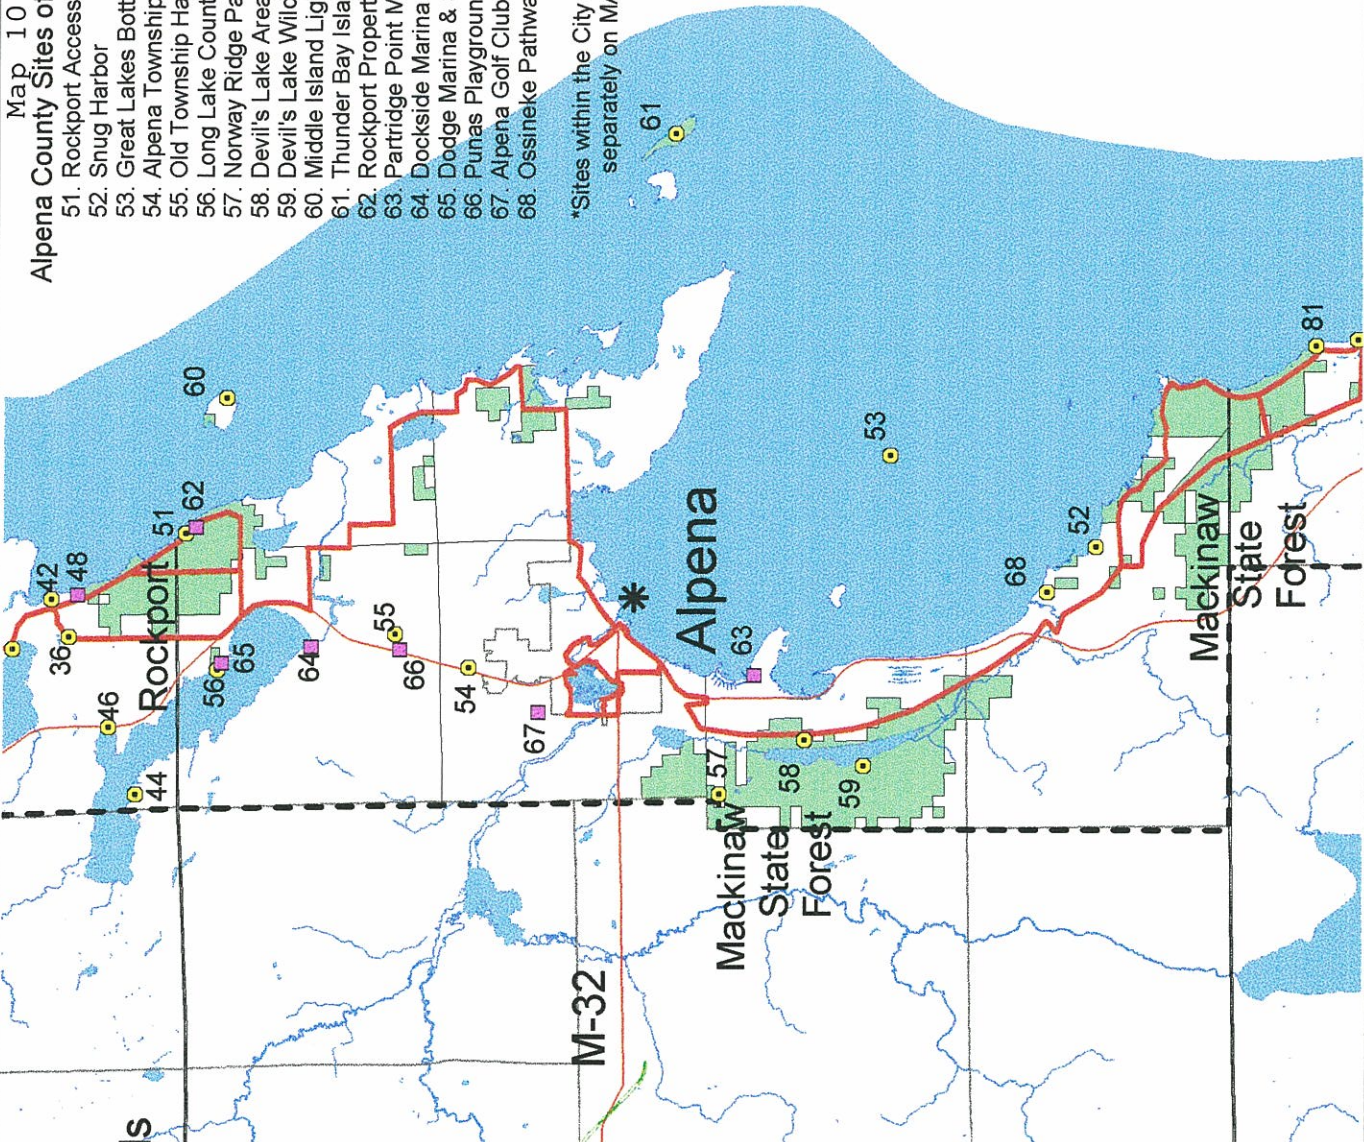 Map 10
Alpena County Sites of
51. Rockport Access
52. Snug Harbor
53. Great Lakes Bott
54. Alpena Township
55. Old Township Ha
56. Long Lake Count
57. Norway Ridge Pa
58. Devil's Lake Area
59. Devil's Lake Wild
60. Middle Island Lig
61. Thunder Bay Isla
62. Rockport Propert
63. Partridge Point M
64. Dockside Marina
65. Dodge Marina &
66. Punas Playgroun
67. Alpena Golf Club
68. Ossineke Pathwa
*Sites within the City
separately on MA
42
48
36
46
44
51
62
Rockport
60
56
65
64
55
66
54
67
61
*
Alpena
53
63
57
58
59
Mackinaw
State
Forest
M-32
ls
68
52
81
Mackinaw
State
Forest